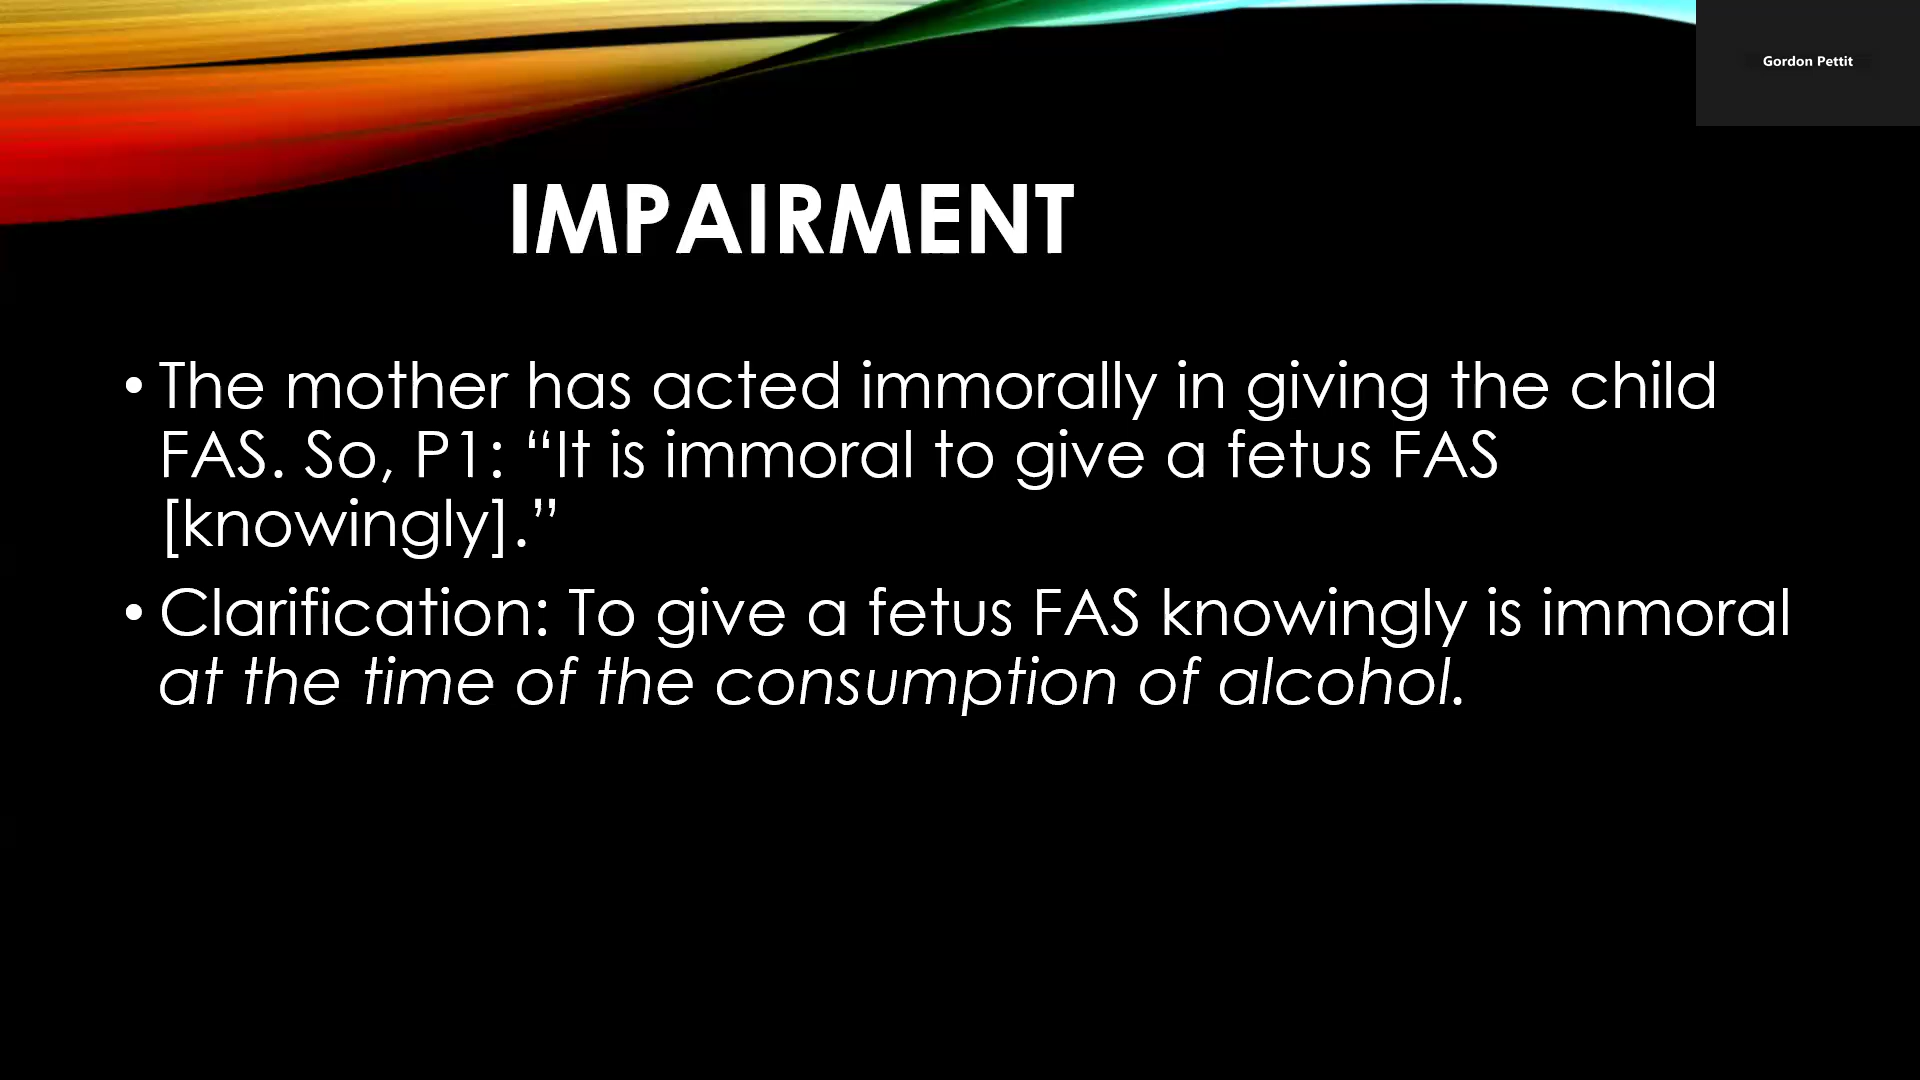 Gordon Pettit
IMPAIRMENT
• The mother has acted immorally in giving the child
FAS. So, P1: “It is immoral to give a fetus FAS
[knowingly].”
• Clarification: To give a fetus FAS knowingly is immoral
at the time of the consumption of alcohol.